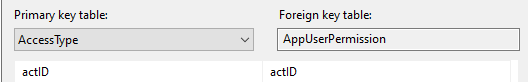 Primary key table: Foreign key table:
AccessType AppUserPermission
actID actID